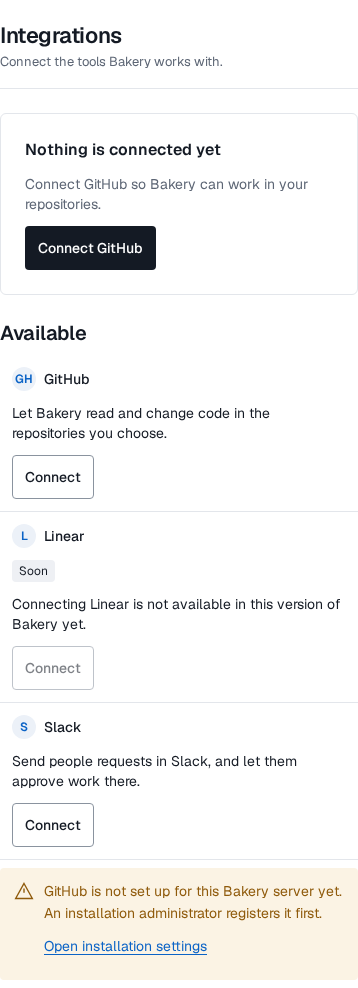 Integrations
Connect the tools Bakery works with.
Nothing is connected yet
Connect GitHub so Bakery can work in your
repositories.
Connect GitHub
Available
GH GitHub
Let Bakery read and change code in the
repositories you choose.
Connect
L Linear
Soon
Connecting Linear is not available in this version of
Bakery yet.
Connect
S Slack
Send people requests in Slack, and let them
approve work there.
Connect
GitHub is not set up for this Bakery server yet.
An installation administrator registers it first.
Open installation settings